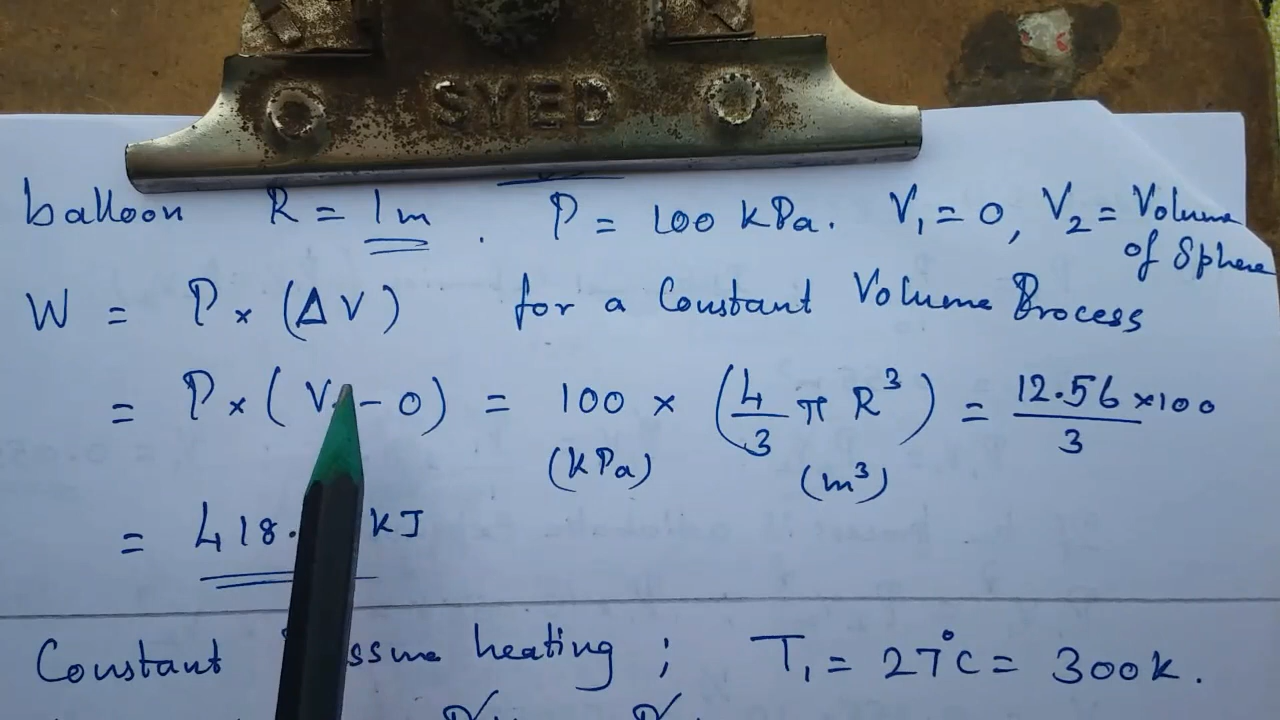 SYED
balloon R = 1m . P = 100 kPa. V₁ = 0, V₂ = Volume of Sphere
W = P × (ΔV) for a Constant Volume Process
= P × ( V - 0) = 100 (kPa) × (4/3 π R³) (m³) = 12.56/3 ×100
= 418. kJ
Constant heating ; T₁ = 27°C = 300k.